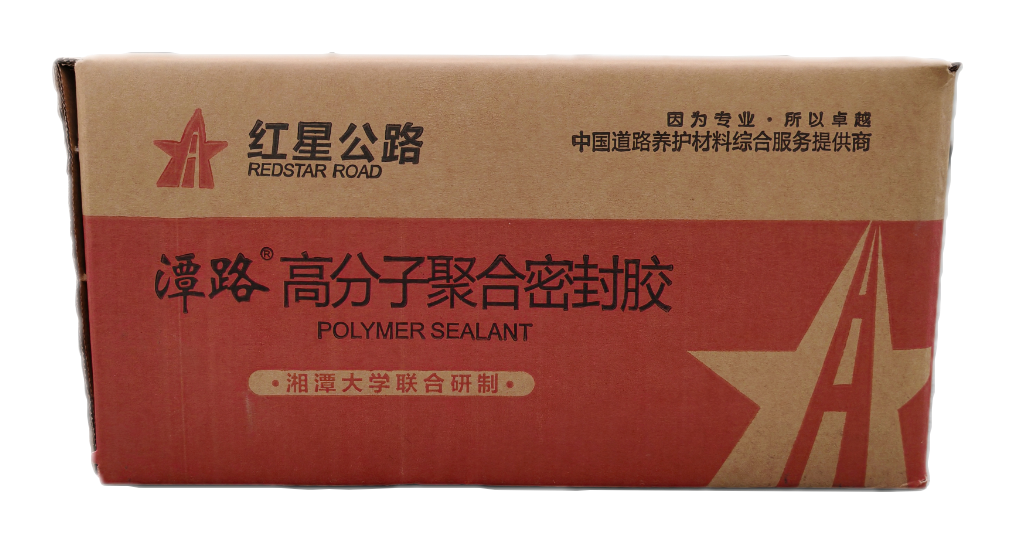 红星公路
REDSTAR ROAD
因为专业·所以卓越
中国道路养护材料综合服务提供商
潭路®高分子聚合密封胶
POLYMER SEALANT
·湘潭大学联合研制·